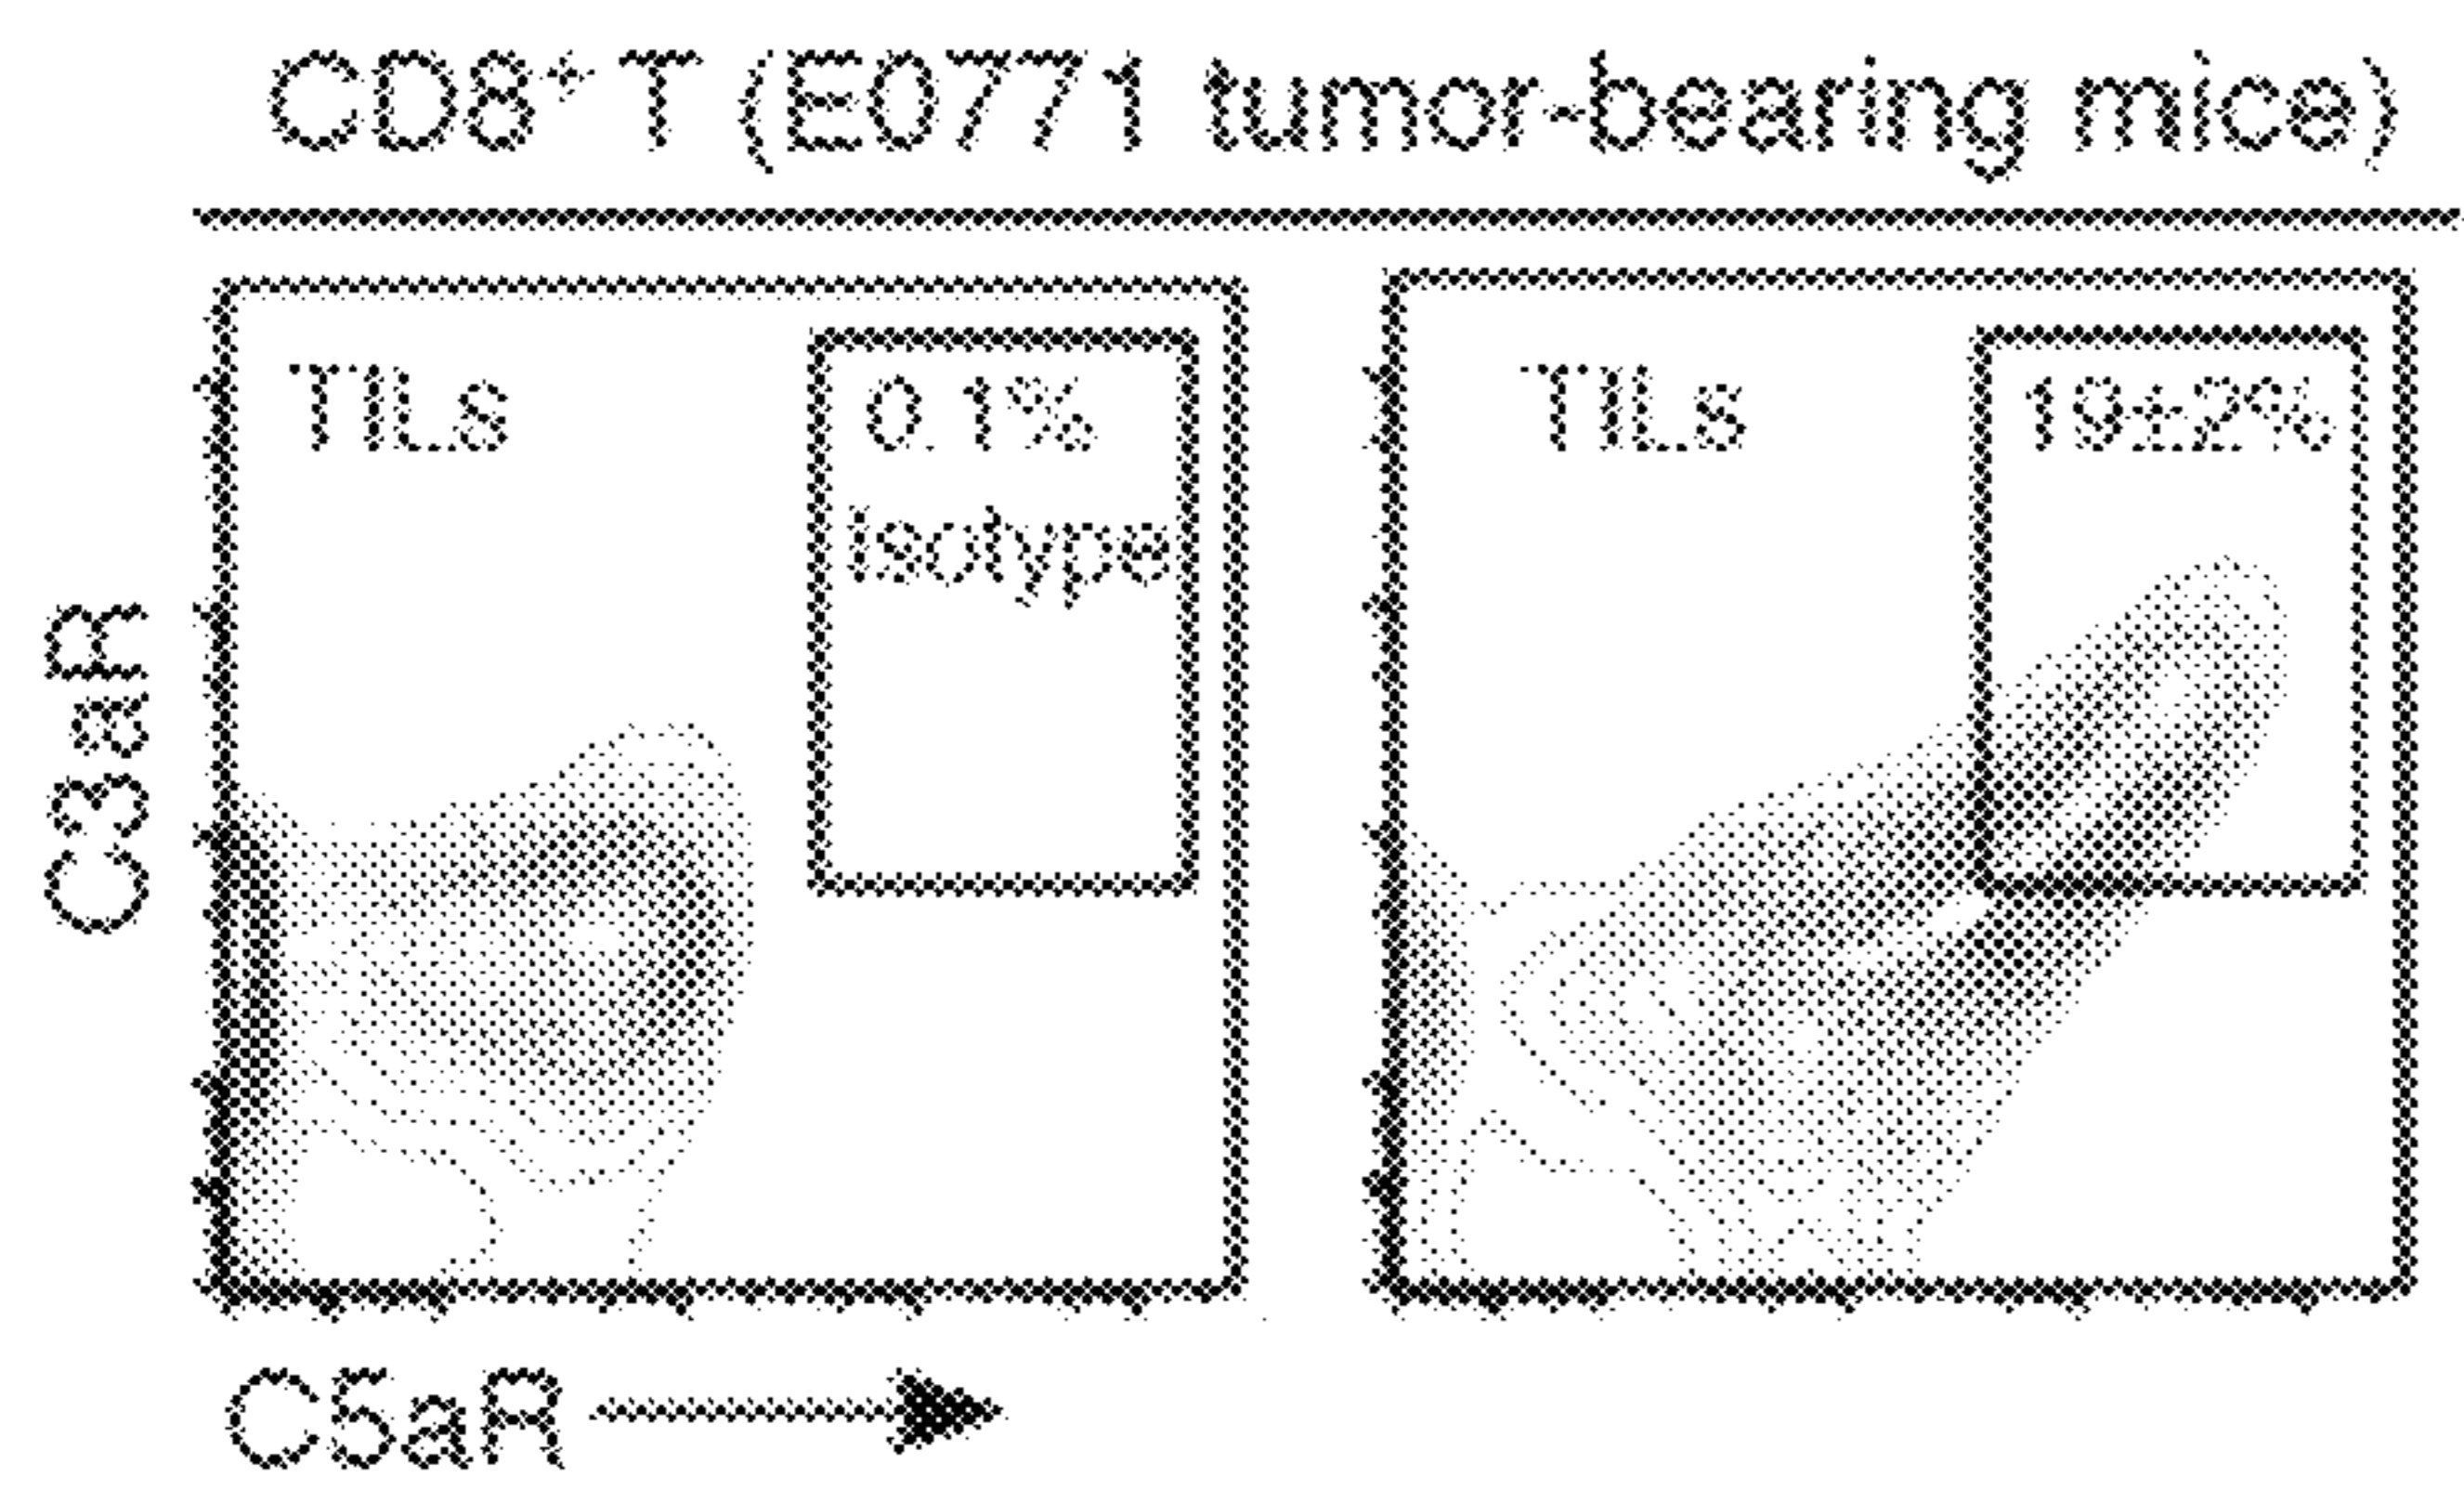 CD8⁺ T (E0771 tumor-bearing mice)
TILs
0.1%
isotype
TILs
19±2%
C3aR
C5aR